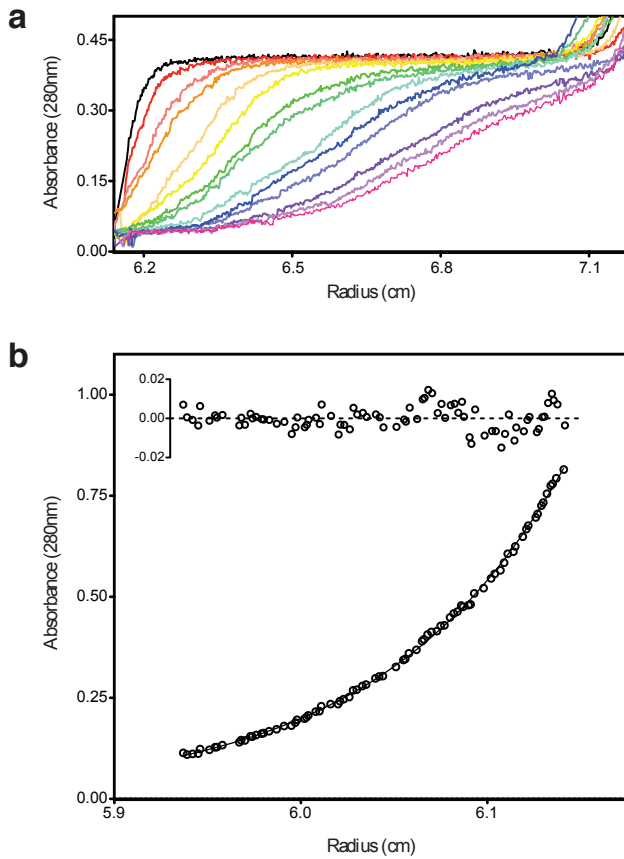 a
Absorbance (280nm)
0.45
0.30
0.15
0.00
6.2 6.5 6.8 7.1
Radius (cm)
b
Absorbance (280nm)
1.00
0.75
0.50
0.25
0.00
0.02
0.00
-0.02
5.9 6.0 6.1
Radius (cm)